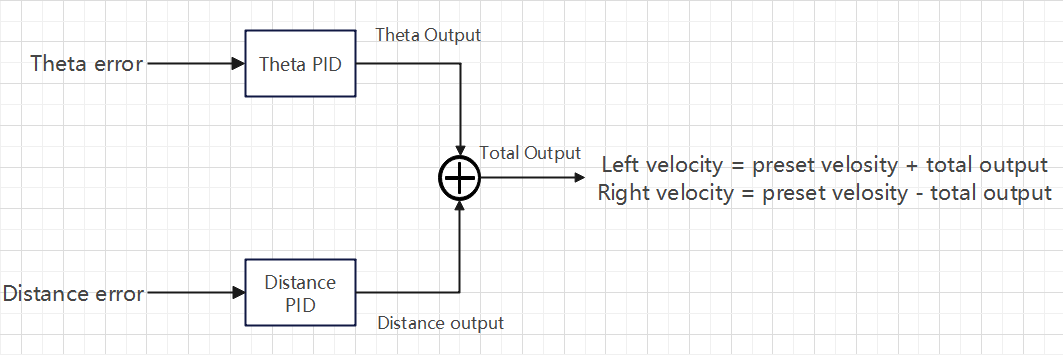 Theta Output
Theta error
Theta PID
Total Output
Left velocity = preset velosity + total output
Right velocity = preset velosity - total output
Distance error
Distance
PID
Distance output